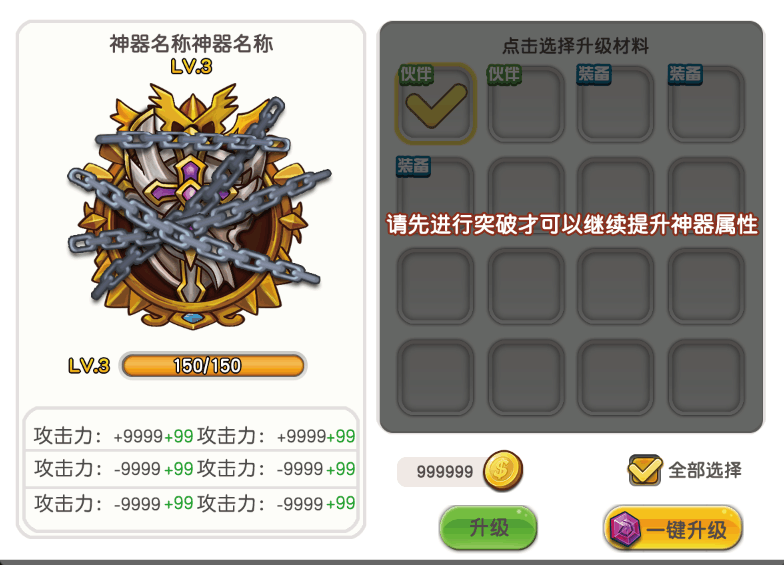 神器名称神器名称
LV.3
LV.3
150/150
攻击力：+9999+99 攻击力：+9999+99
攻击力：-9999+99 攻击力：-9999+99
攻击力：-9999+99 攻击力：-9999+99
点击选择升级材料
伙伴 伙伴 装备 装备
装备
请先进行突破才可以继续提升神器属性
999999
全部选择
升级
一键升级